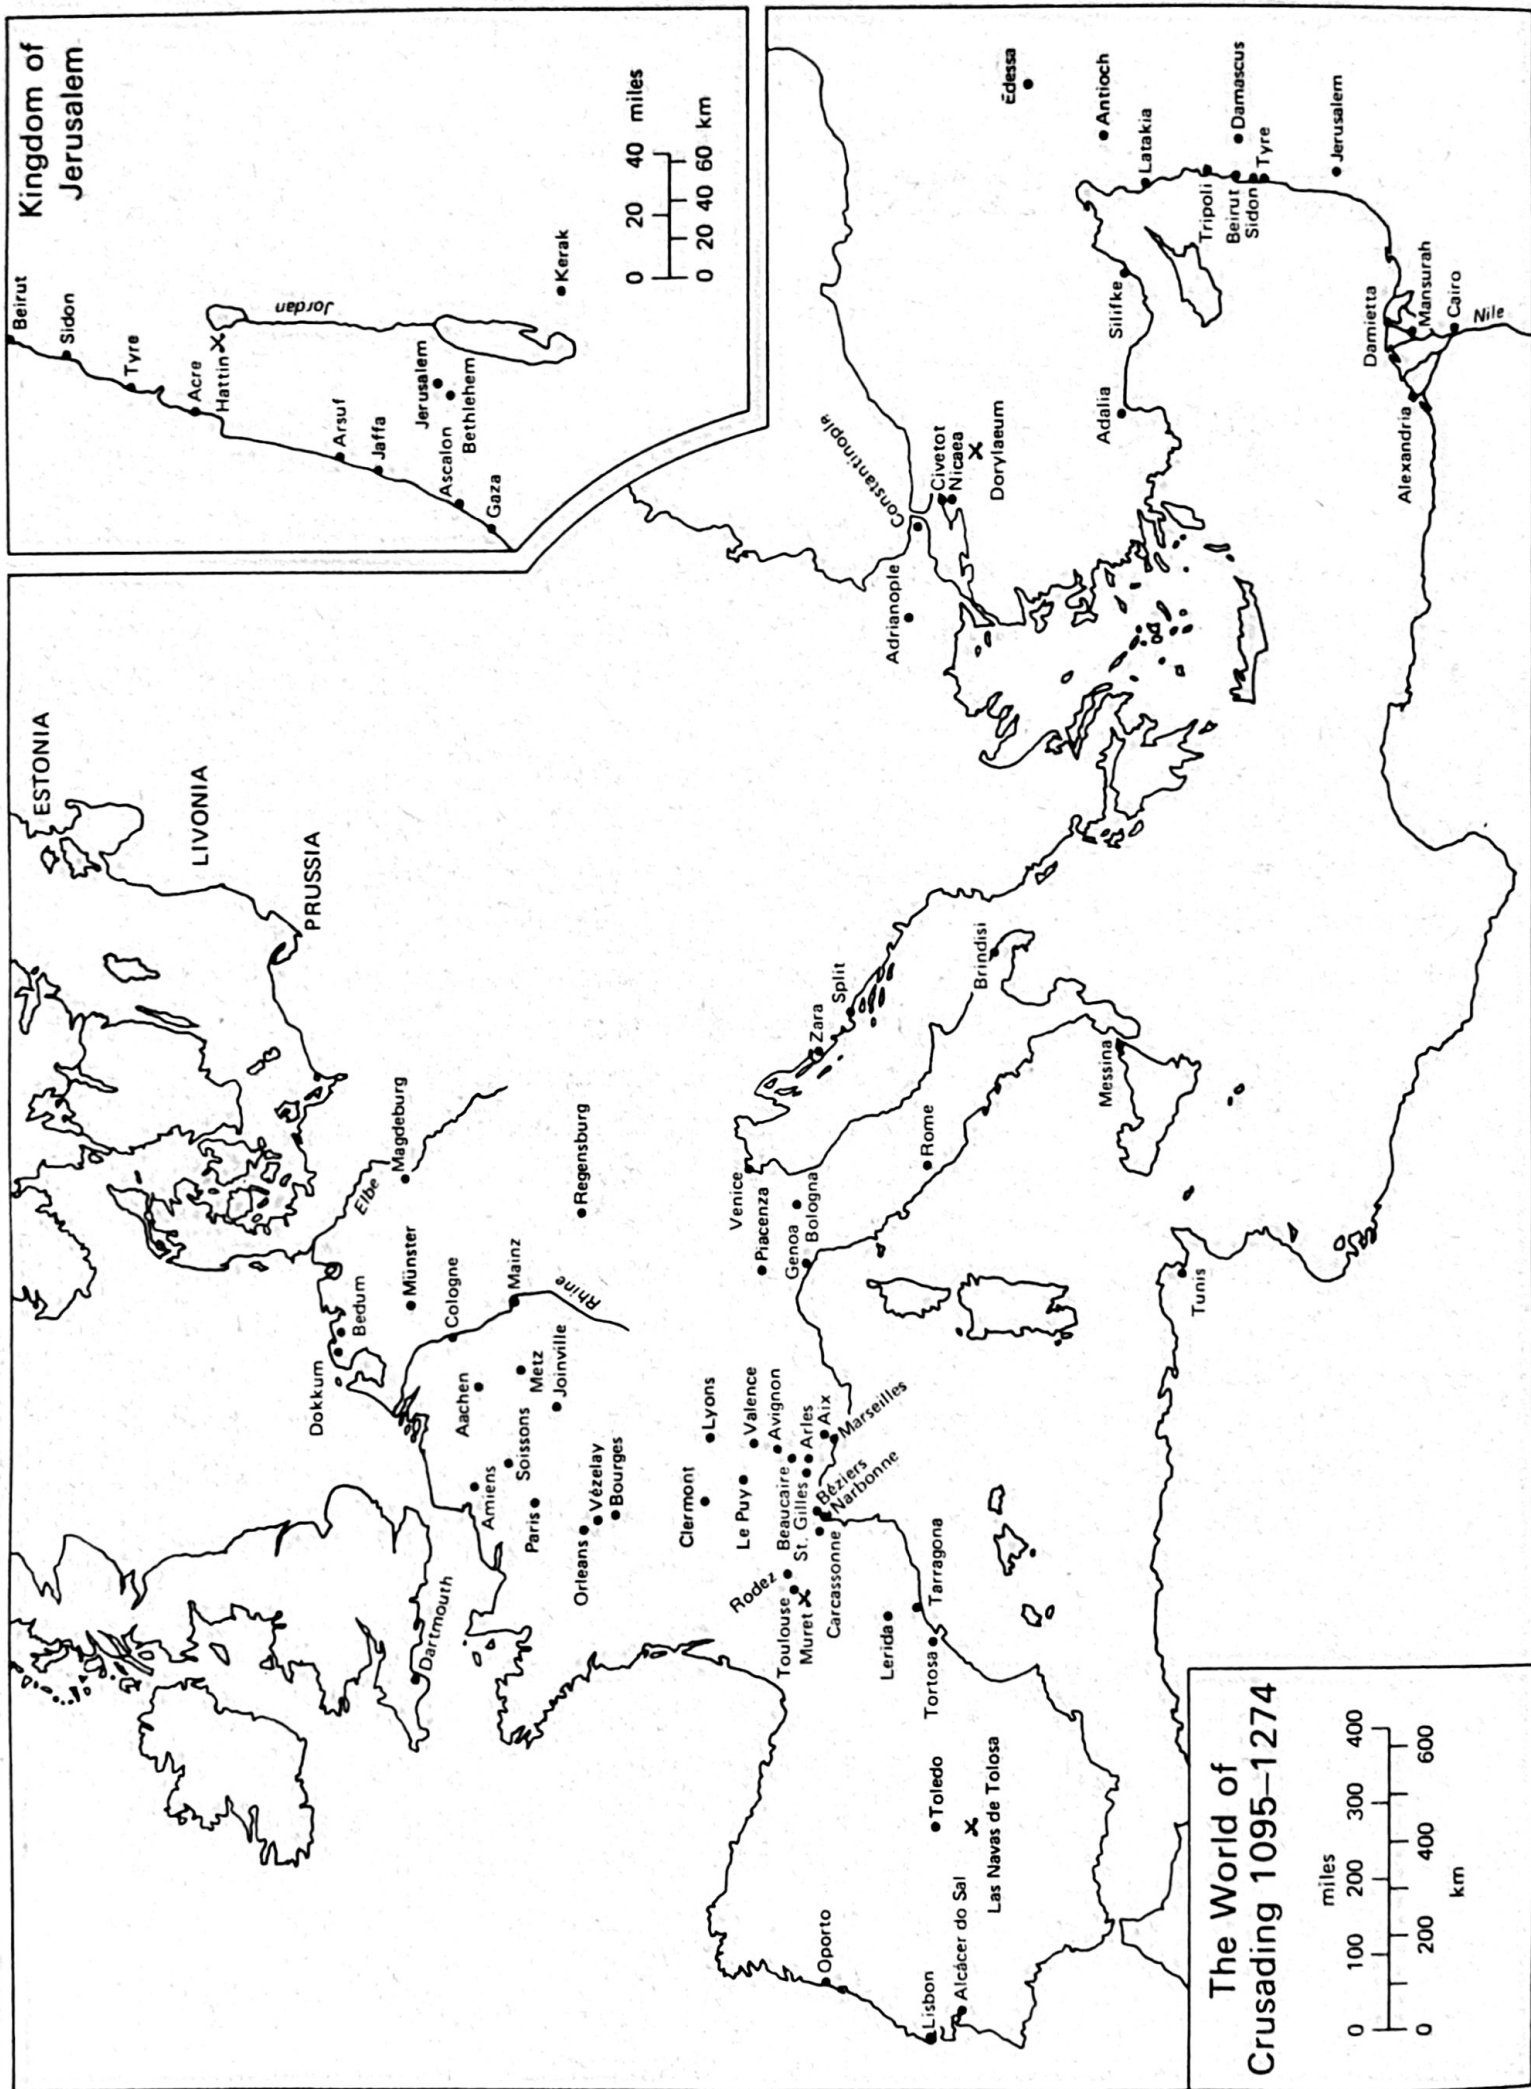 Kingdom of
Jerusalem
Beirut
Sidon
Tyre
Acre
Hattin
Jordan
Arsuf
Jaffa
Jerusalem
Ascalon
Bethlehem
Gaza
Kerak
0 20 40 miles
0 20 40 60 km
ESTONIA
LIVONIA
PRUSSIA
Elbe
Magdeburg
Regensburg
Bedum
Dokkum
Münster
Cologne
Mainz
Rhine
Aachen
Metz
Joinville
Soissons
Amiens
Paris
Orleans
Vézelay
Bourges
Dartmouth
Clermont
Lyons
Le Puy
Valence
Avignon
Beaucaire
Arles
St. Gilles
Aix
Marseilles
Béziers
Narbonne
Rodez
Toulouse
Muret
Carcassonne
Lerida
Tarragona
Tortosa
Toledo
Las Navas de Tolosa
Oporto
Lisbon
Alcácer do Sal
Venice
Piacenza
Genoa
Bologna
Zara
Split
Rome
Brindisi
Messina
Tunis
Constantinople
Adrianople
Civetot
Nicaea
Dorylaeum
Adalia
Silifke
Edessa
Antioch
Latakia
Tripoli
Beirut
Damascus
Sidon
Tyre
Jerusalem
Damietta
Mansurah
Cairo
Nile
Alexandria
The World of
Crusading 1095–1274
miles
0 100 200 300 400
0 200 400 600
km